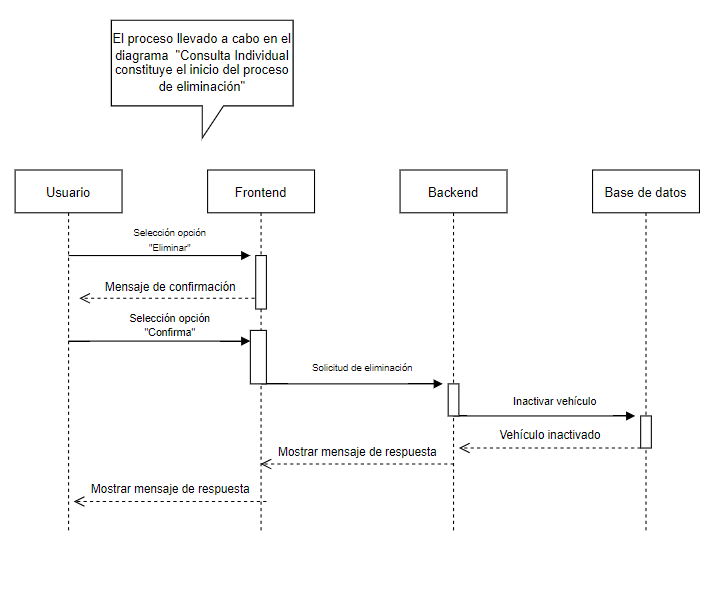 El proceso llevado a cabo en el
diagrama "Consulta Individual
constituye el inicio del proceso
de eliminación"
Usuario
Frontend
Backend
Base de datos
Selección opción
"Eliminar"
Mensaje de confirmación
Selección opción
"Confirma"
Solicitud de eliminación
Inactivar vehículo
Vehículo inactivado
Mostrar mensaje de respuesta
Mostrar mensaje de respuesta